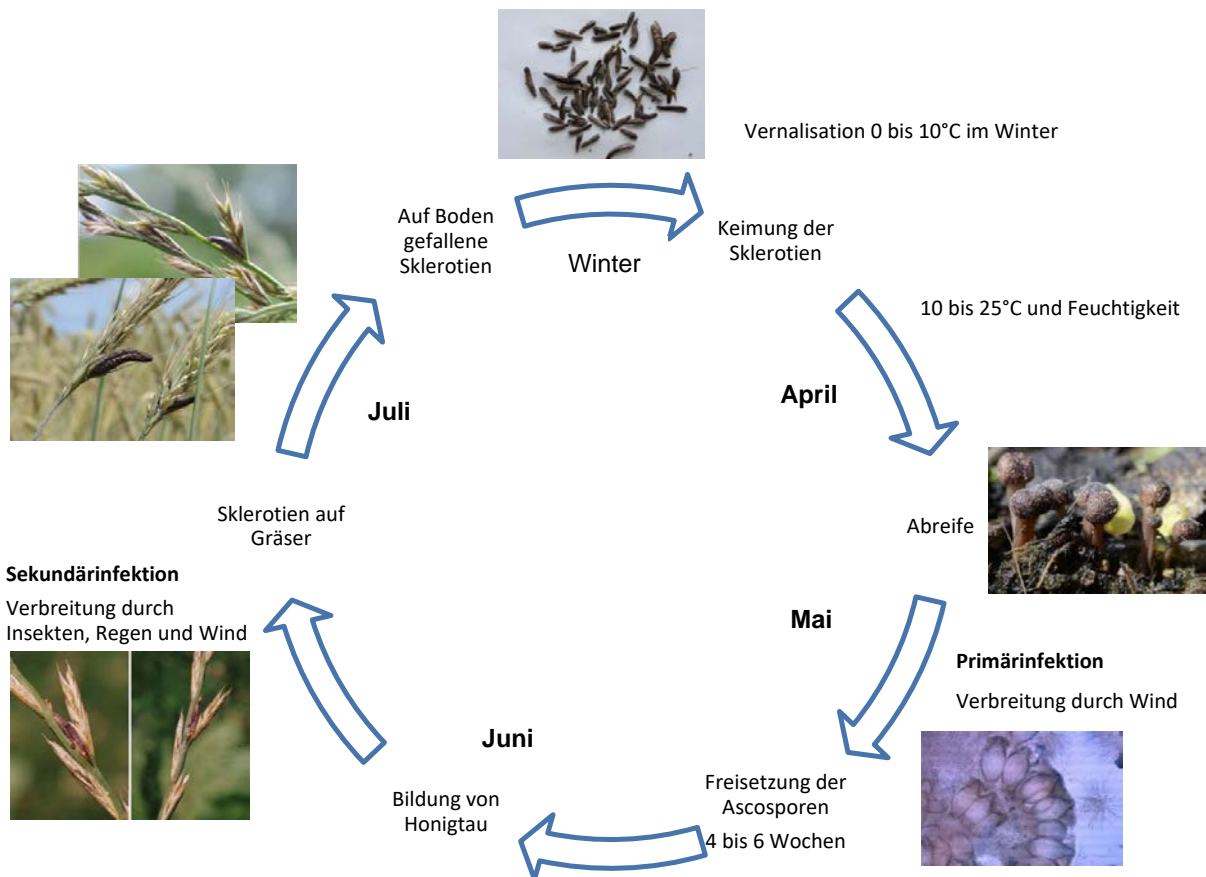 Vernalisation 0 bis 10°C im Winter
Auf Boden
gefallene
Sklerotien
Winter
Keimung der
Sklerotien
10 bis 25°C und Feuchtigkeit
April
Abreife
Mai
Primärinfektion
Verbreitung durch Wind
Freisetzung der
Ascosporen
4 bis 6 Wochen
Juni
Bildung von
Honigtau
Sekundärinfektion
Verbreitung durch
Insekten, Regen und Wind
Sklerotien auf
Gräser
Juli